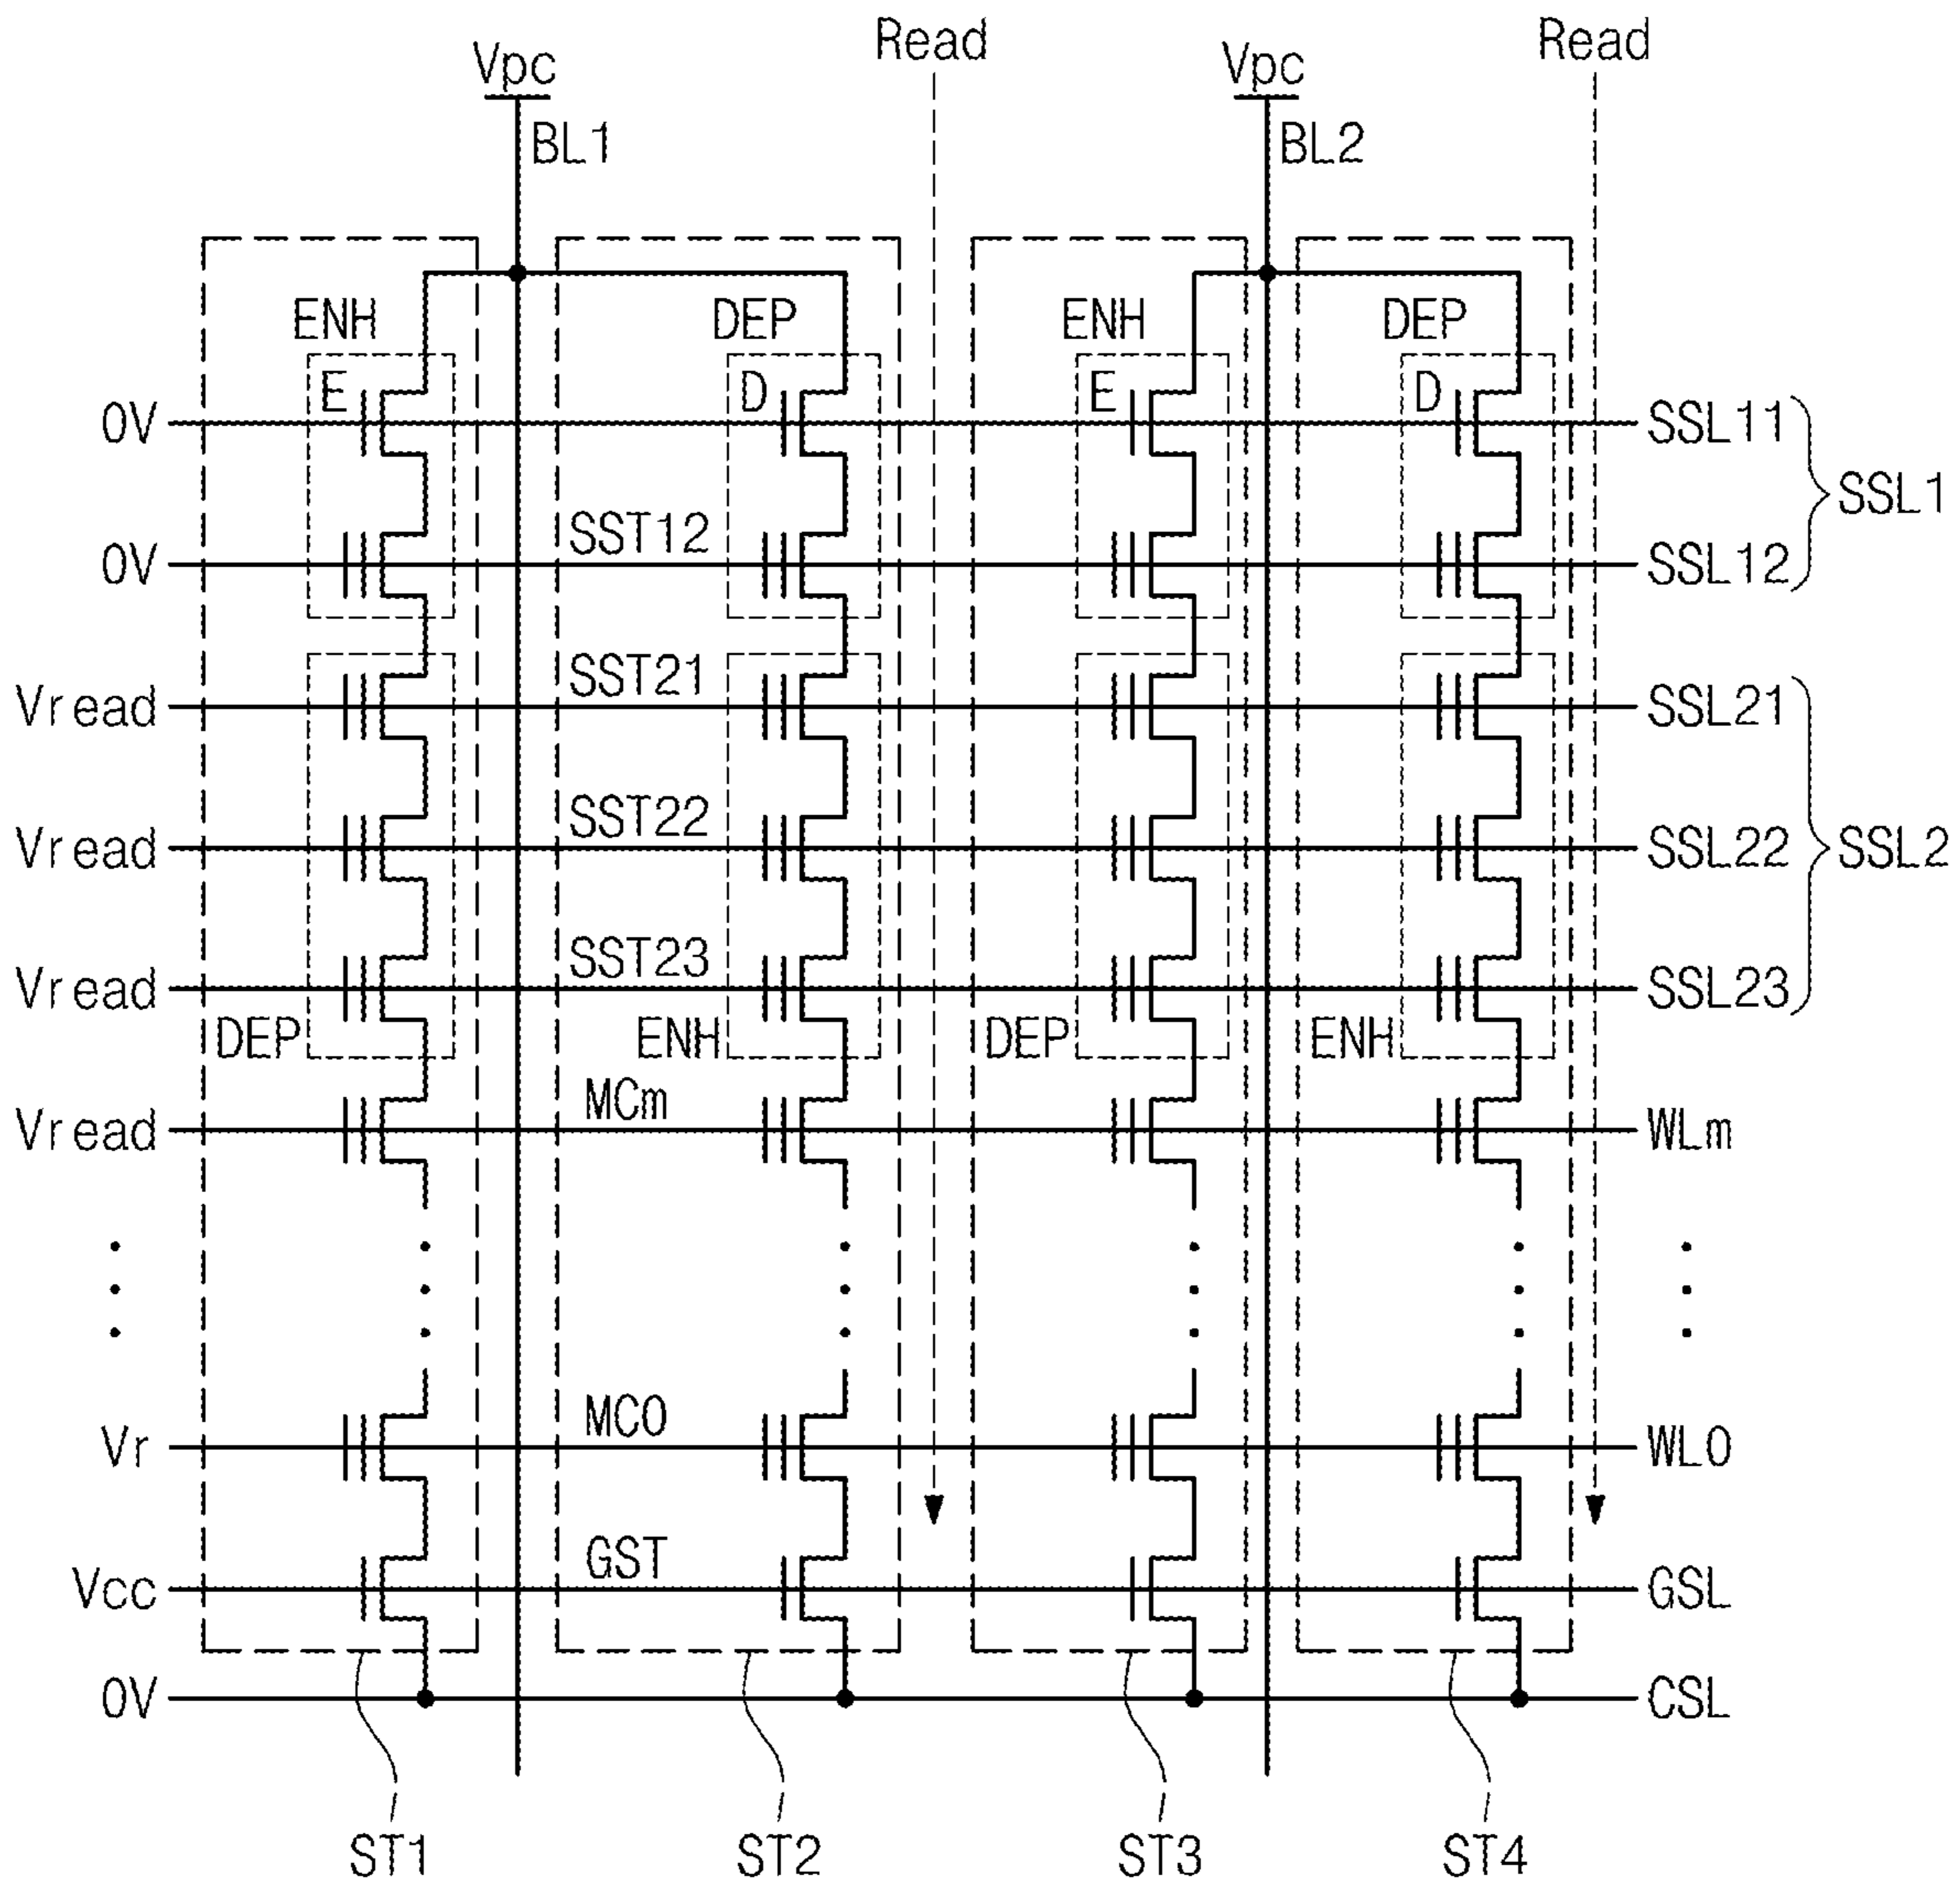 Read
Read
Vpc
Vpc
BL1
BL2
ENH
DEP
ENH
DEP
E
D
E
D
0V
SSL11
SSL1
SST12
0V
SSL12
SST21
Vread
SSL21
SST22
Vread
SSL22
SSL2
SST23
Vread
SSL23
DEP
ENH
DEP
ENH
MCm
Vread
WLm
MC0
Vr
WL0
GST
Vcc
GSL
0V
CSL
ST1
ST2
ST3
ST4